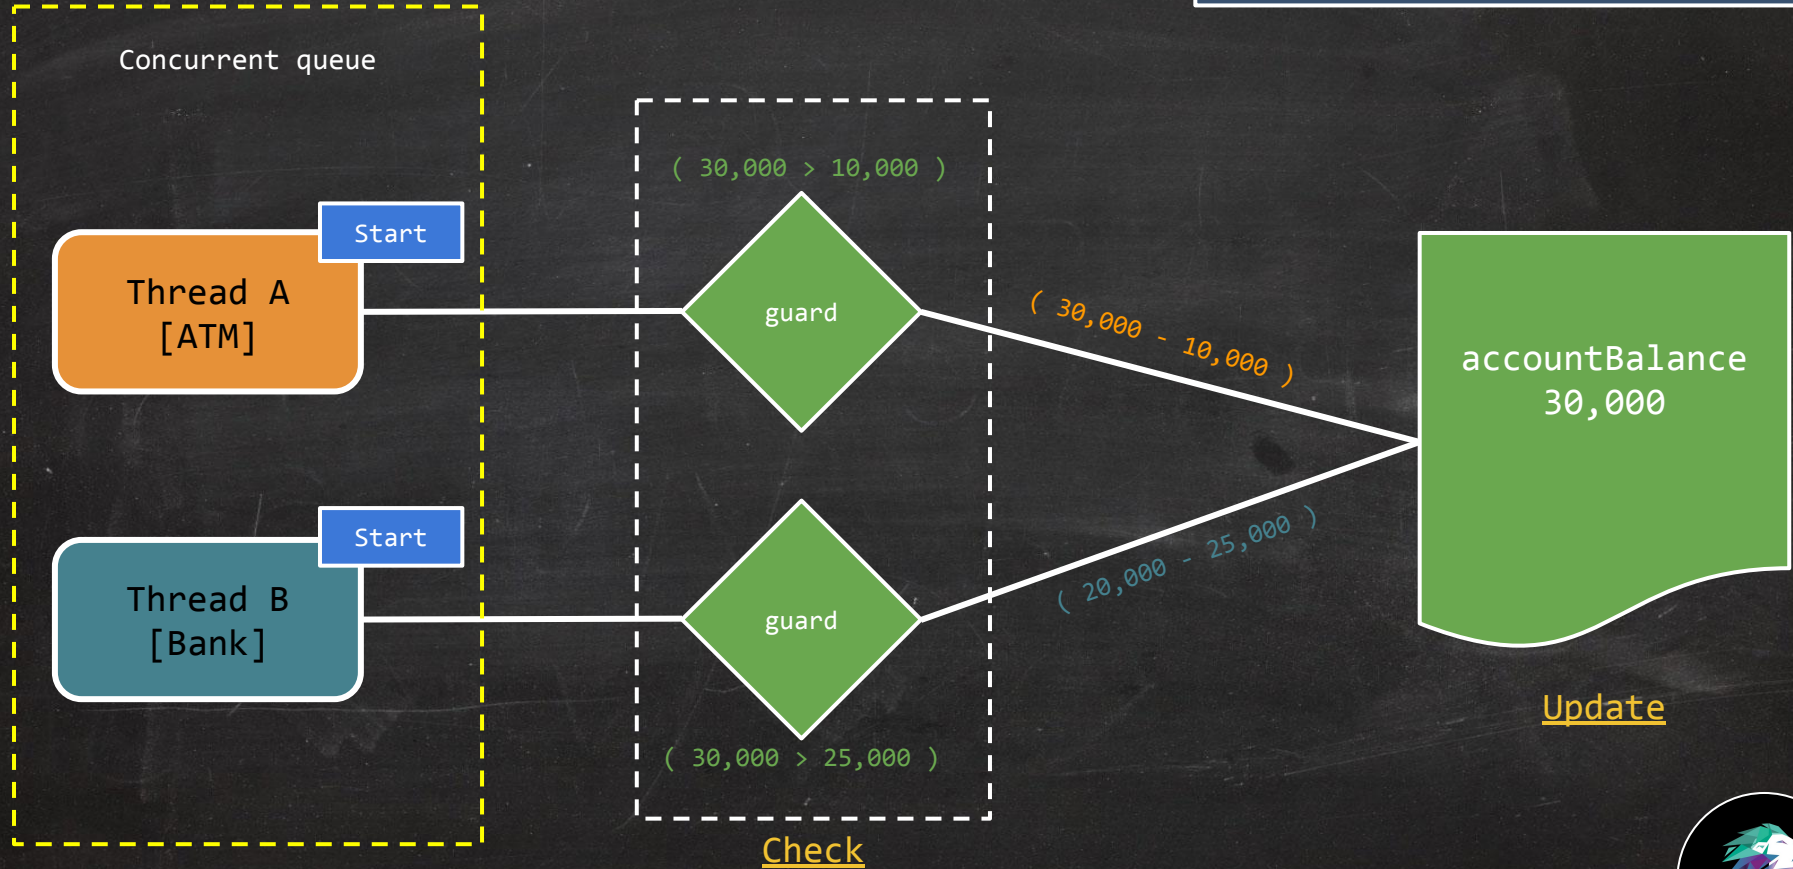 Concurrent queue
( 30,000 > 10,000 )
Start
Thread A
[ATM]
guard
( 30,000 - 10,000 )
accountBalance
30,000
Start
Thread B
[Bank]
guard
( 20,000 - 25,000 )
( 30,000 > 25,000 )
Update
Check